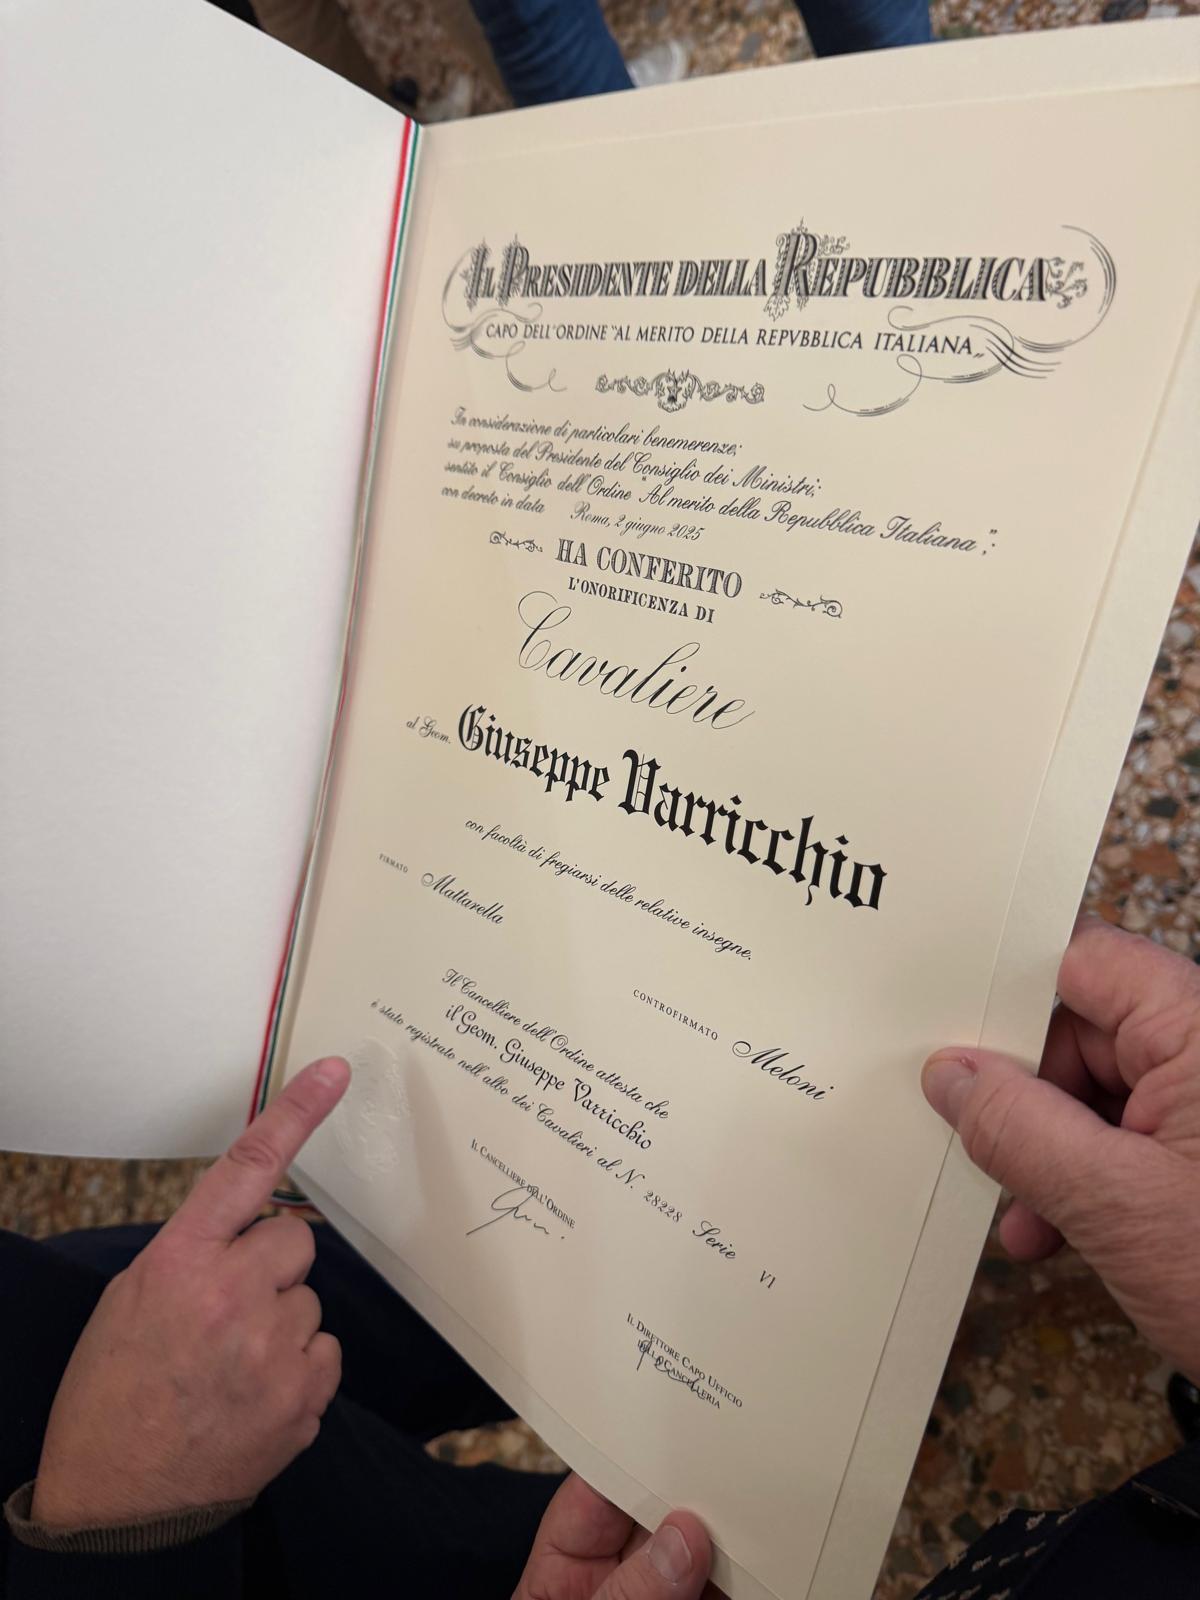 IL PRESIDENTE DELLA REPUBBLICA
CAPO DELL'ORDINE "AL MERITO DELLA REPVBBLICA ITALIANA„
In considerazione di particolari benemerenze;
su proposta del Presidente del Consiglio dei Ministri;
sentito il Consiglio dell'Ordine "Al merito della Repubblica Italiana";
con decreto in data Roma, 2 giugno 2025
HA CONFERITO
L'ONORIFICENZA DI
Cavaliere
al Geom. Giuseppe Varricchio
con facoltà di fregiarsi delle relative insegne.
FIRMATO Mattarella
CONTROFIRMATO Meloni
Il Cancelliere dell'Ordine attesta che
il Geom. Giuseppe Varricchio
è stato registrato nell'albo dei Cavalieri al N. 28228 Serie VI
IL CANCELLIERE DELL'ORDINE
IL DIRETTORE CAPO UFFICIO
DELLA CANCELLERIA